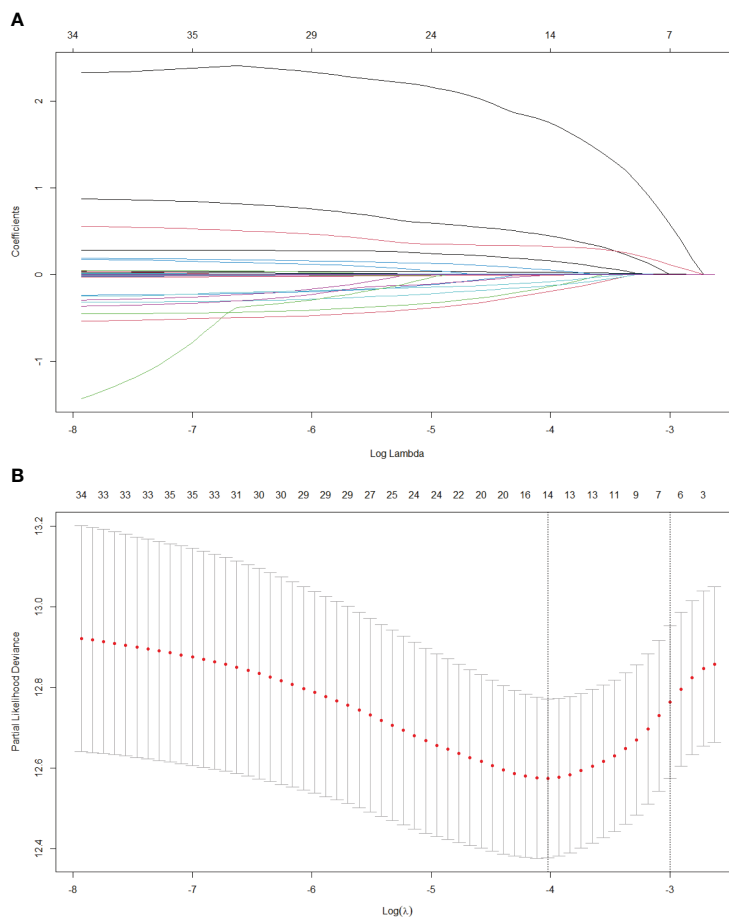 A
34 35 29 24 14 7
2
1
0
-1
Coefficients
-8 -7 -6 -5 -4 -3
Log Lambda
B
34 33 33 33 35 35 33 31 30 30 29 29 29 27 25 24 24 22 20 20 16 14 13 13 11 9 7 6 3
13.2
13.0
12.8
12.6
12.4
Partial Likelihood Deviance
-8 -7 -6 -5 -4 -3
Log(λ)